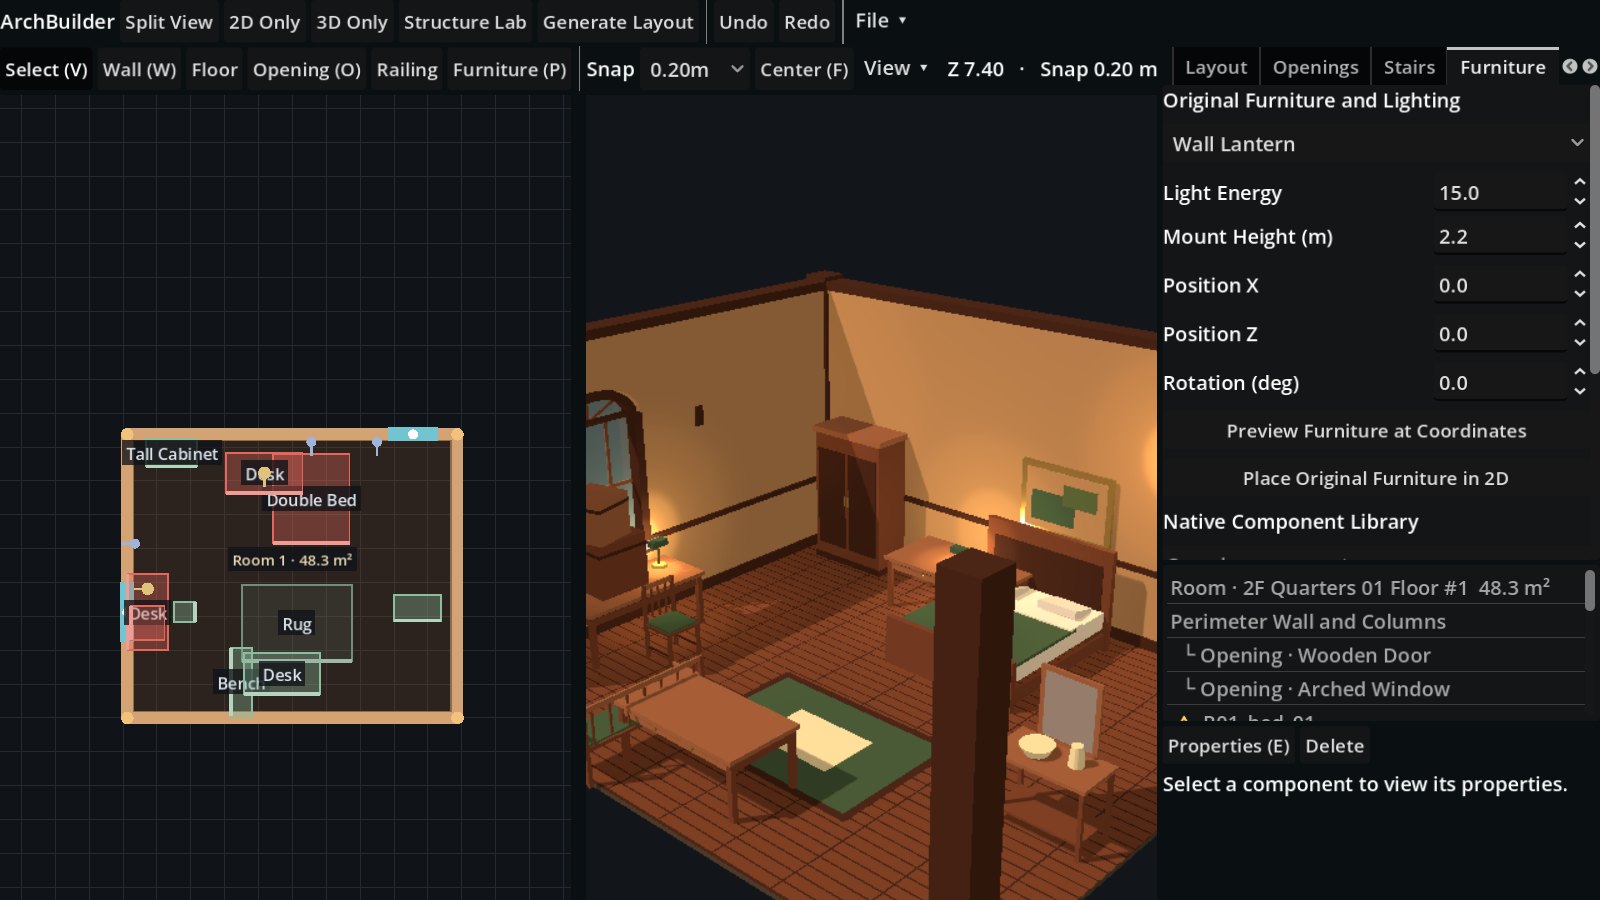 ArchBuilder Split View 2D Only 3D Only Structure Lab Generate Layout Undo Redo File
Select (V) Wall (W) Floor Opening (O) Railing Furniture (P) Snap 0.20m Center (F) View Z 7.40 · Snap 0.20 m
Layout Openings Stairs Furniture
Original Furniture and Lighting
Wall Lantern
Light Energy 15.0
Mount Height (m) 2.2
Position X 0.0
Position Z 0.0
Rotation (deg) 0.0
Preview Furniture at Coordinates
Place Original Furniture in 2D
Native Component Library
Room · 2F Quarters 01 Floor #1 48.3 m²
Perimeter Wall and Columns
└ Opening · Wooden Door
└ Opening · Arched Window
Properties (E) Delete
Select a component to view its properties.
Tall Cabinet
Desk
Double Bed
Room 1 · 48.3 m²
Desk
Rug
Desk
Bench